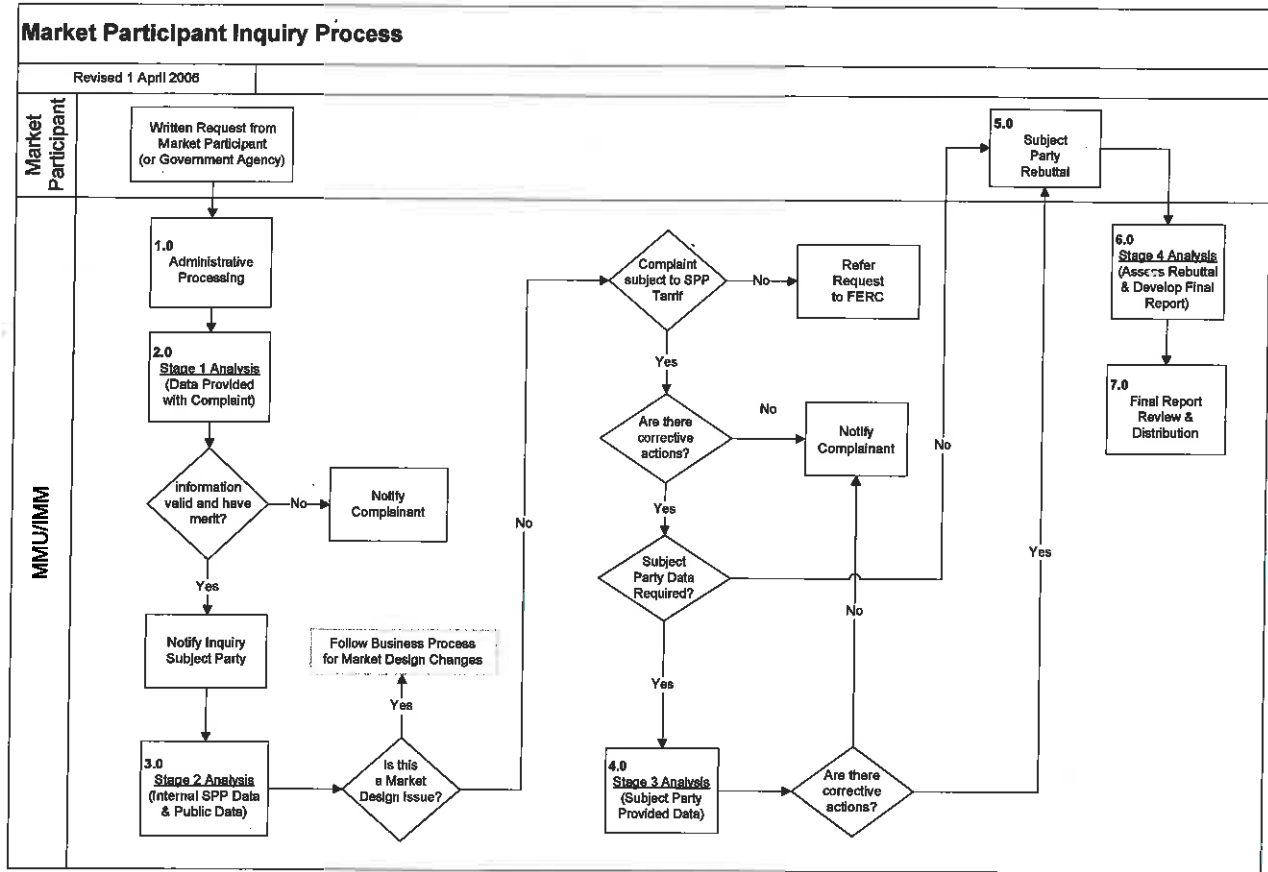 Market Participant Inquiry Process
Revised 1 April 2006
Market
Participant
Written Request from
Market Participant
(or Government Agency)
5.0
Subject
Party
Rebuttal
MMU/IMM
1.0
Administrative
Processing
2.0
Stage 1 Analysis
(Data Provided
with Complaint)
information
valid and have
merit?
No
Notify
Complainant
Yes
Notify Inquiry
Subject Party
3.0
Stage 2 Analysis
(Internal SPP Data
& Public Data)
Is this
a Market
Design Issue?
Yes
Follow Business Process
for Market Design Changes
No
Complaint
subject to SPP
Tarrif
No
Refer
Request
to FERC
Yes
Are there
corrective
actions?
No
Notify
Complainant
Yes
Subject
Party Data
Required?
No
Yes
4.0
Stage 3 Analysis
(Subject Party
Provided Data)
Are there
corrective
actions?
No
Yes
6.0
Stage 4 Analysis
(Assess Rebuttal
& Develop Final
Report)
7.0
Final Report
Review &
Distribution